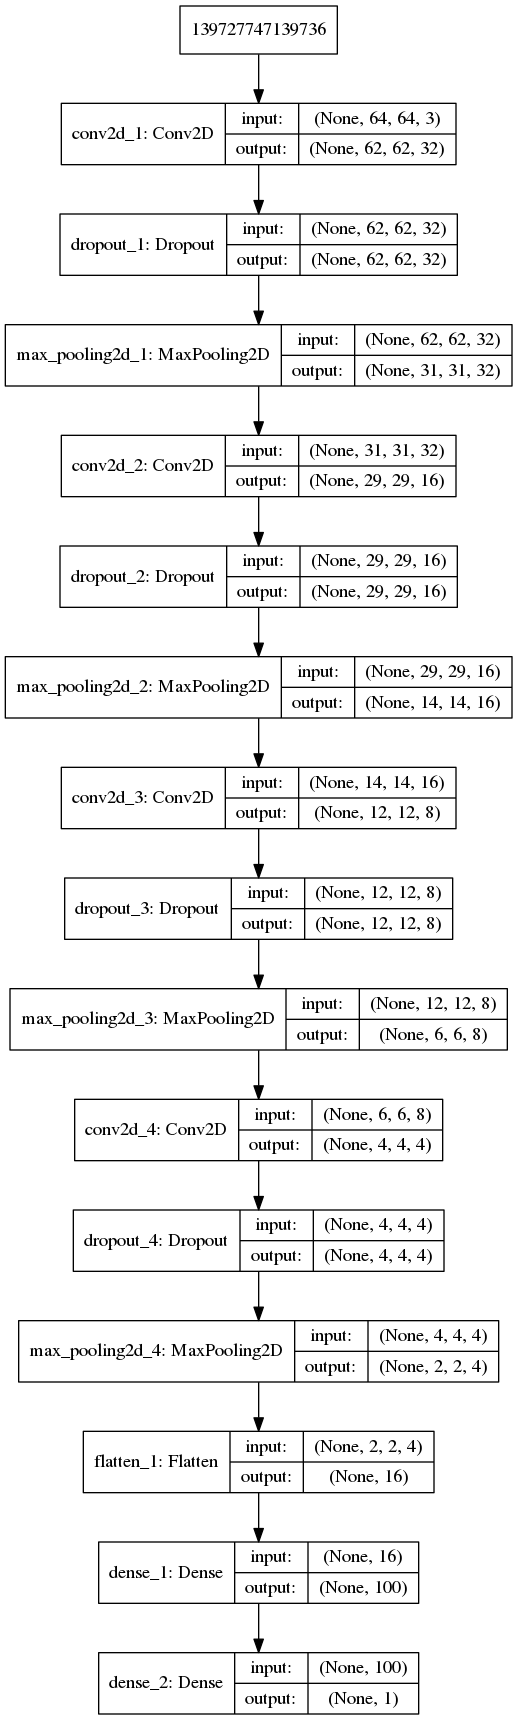 139727747139736
conv2d_1: Conv2D
input: (None, 64, 64, 3)
output: (None, 62, 62, 32)
dropout_1: Dropout
input: (None, 62, 62, 32)
output: (None, 62, 62, 32)
max_pooling2d_1: MaxPooling2D
input: (None, 62, 62, 32)
output: (None, 31, 31, 32)
conv2d_2: Conv2D
input: (None, 31, 31, 32)
output: (None, 29, 29, 16)
dropout_2: Dropout
input: (None, 29, 29, 16)
output: (None, 29, 29, 16)
max_pooling2d_2: MaxPooling2D
input: (None, 29, 29, 16)
output: (None, 14, 14, 16)
conv2d_3: Conv2D
input: (None, 14, 14, 16)
output: (None, 12, 12, 8)
dropout_3: Dropout
input: (None, 12, 12, 8)
output: (None, 12, 12, 8)
max_pooling2d_3: MaxPooling2D
input: (None, 12, 12, 8)
output: (None, 6, 6, 8)
conv2d_4: Conv2D
input: (None, 6, 6, 8)
output: (None, 4, 4, 4)
dropout_4: Dropout
input: (None, 4, 4, 4)
output: (None, 4, 4, 4)
max_pooling2d_4: MaxPooling2D
input: (None, 4, 4, 4)
output: (None, 2, 2, 4)
flatten_1: Flatten
input: (None, 2, 2, 4)
output: (None, 16)
dense_1: Dense
input: (None, 16)
output: (None, 100)
dense_2: Dense
input: (None, 100)
output: (None, 1)